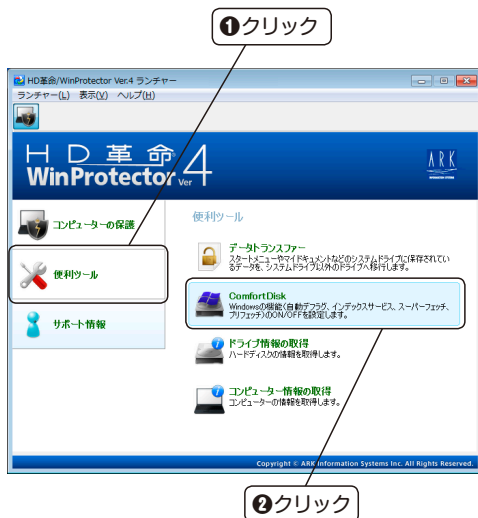 ❶クリック
HD革命/WinProtector Ver.4 ランチャー
ランチャー(L) 表示(V) ヘルプ(H)
HD革命
WinProtector Ver 4
ARK
INFORMATION SYSTEMS
コンピューターの保護
便利ツール
サポート情報
便利ツール
データトランスファー
スタートメニューやマイドキュメントなどのシステムドライブに保存されてい
るデータを、システムドライブ以外のドライブへ移行します。
ComfortDisk
Windowsの機能(自動デフラグ、インデックスサービス、スーパーフェッチ、
プリフェッチ)のON/OFFを設定します。
ドライブ情報の取得
ハードディスクの情報を取得します。
コンピューター情報の取得
コンピューターの情報を取得します。
Copyright © ARK Information Systems Inc. All Rights Reserved.
❷クリック